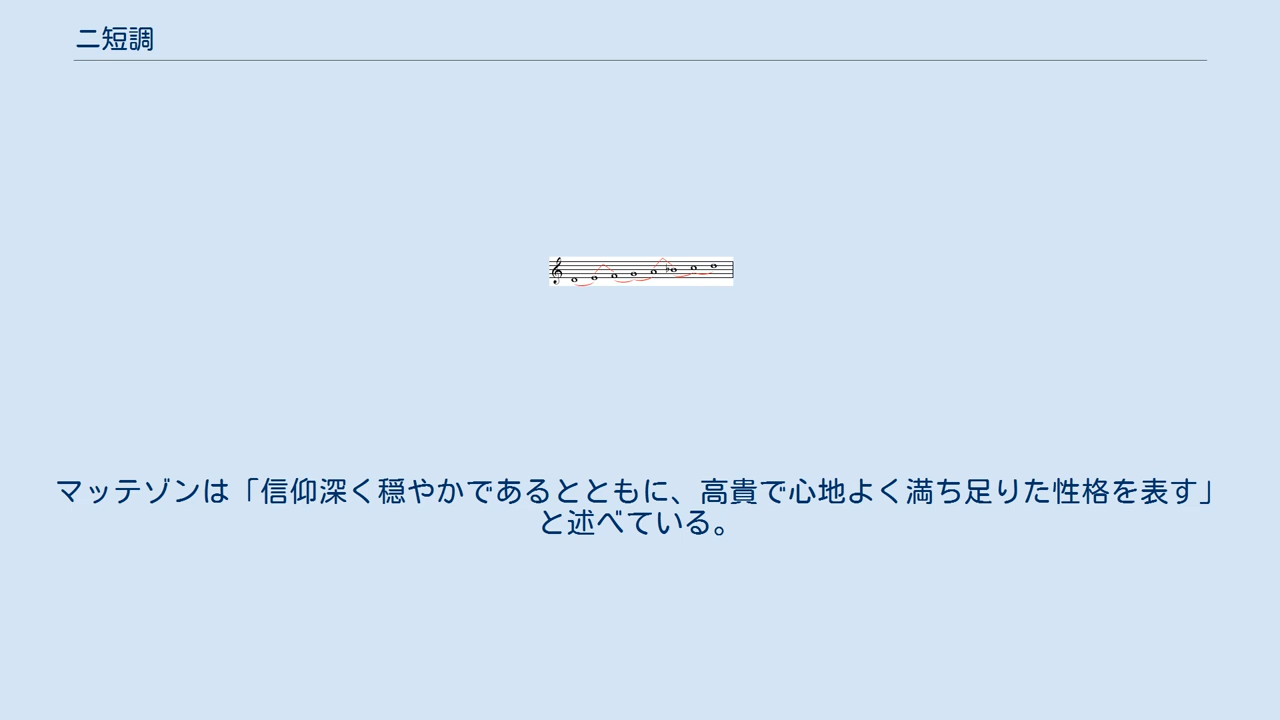 二短調
マッテゾンは「信仰深く穏やかであるとともに、高貴で心地よく満ち足りた性格を表す」
と述べている。